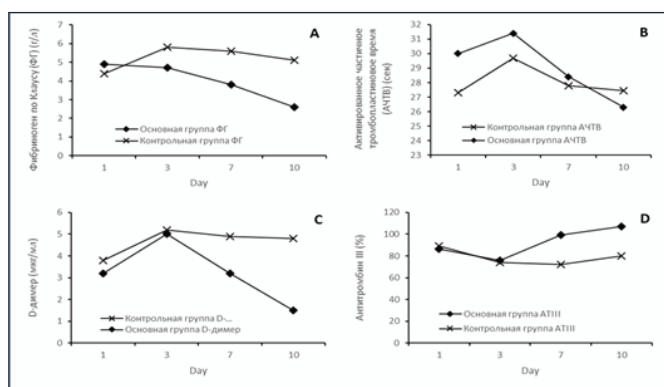 A
Фибриноген по Клаусу (ФГ) (г/л)
7
6
5
4
3
2
1
0
Основная группа ФГ
Контрольная группа ФГ
1 3 7 10
Day
B
Активированное частичное
тромбопластиновое время
(АЧТВ) (сек)
32
31
30
29
28
27
26
25
24
23
Контрольная группа АЧТВ
Основная группа АЧТВ
1 3 7 10
Day
C
D-димер (мкг/мл)
6
5
4
3
2
1
0
Контрольная группа D-...
Основная группа D-димер
1 3 7 10
Day
D
Антитромбин III (%)
120
100
80
60
40
20
0
Основная группа АТIII
Контрольная группа АТIII
1 3 7 10
Day